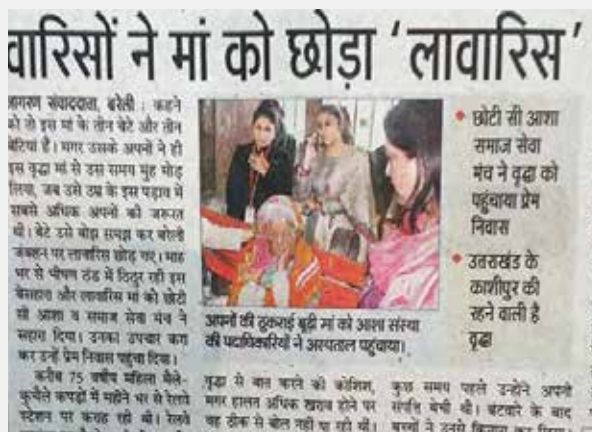 वारिसों ने मां को छोड़ा 'लावारिस'
जागरण संवाददाता, बरेली : कहने
को तो इस मां के तीन बेटे और तीन
बेटियां हैं। मगर उसके अपनों ने ही
इस वृद्धा मां से उस समय मुंह मोड़
लिया, जब उसे उम्र के इस पड़ाव में
सबसे अधिक अपनों की जरूरत
थी। बेटे उसे बोझ समझ कर बरेली
जंक्शन पर लावारिस छोड़ गए। माह
भर से भीषण ठंड में ठिठुर रही इस
बेसहारा और लावारिस मां को छोटी
सी आशा व समाज सेवा मंच ने
सहारा दिया। उनका उपचार करा
कर उन्हें प्रेम निवास पहुंचा दिया।
करीब 75 वर्षीय महिला मैले-
कुचैले कपड़ों में महीने भर से रेलवे
स्टेशन पर कराह रही थी। रेलवे
अपनों की ठुकराई बूढ़ी मां को आशा संस्था
की पदाधिकारियों ने अस्पताल पहुंचाया।
वृद्धा से बात करने की कोशिश,
मगर हालत अधिक खराब होने पर
वह ठीक से बोल नहीं पा रही थी।
कुछ समय पहले उन्होंने अपनी
संपत्ति बेची थी। बंटवारे के बाद
बच्चों ने उनसे किनारा कर लिया।
• छोटी सी आशा
समाज सेवा
मंच ने वृद्धा को
पहुंचाया प्रेम
निवास
• उत्तराखंड के
काशीपुर की
रहने वाली है
वृद्धा